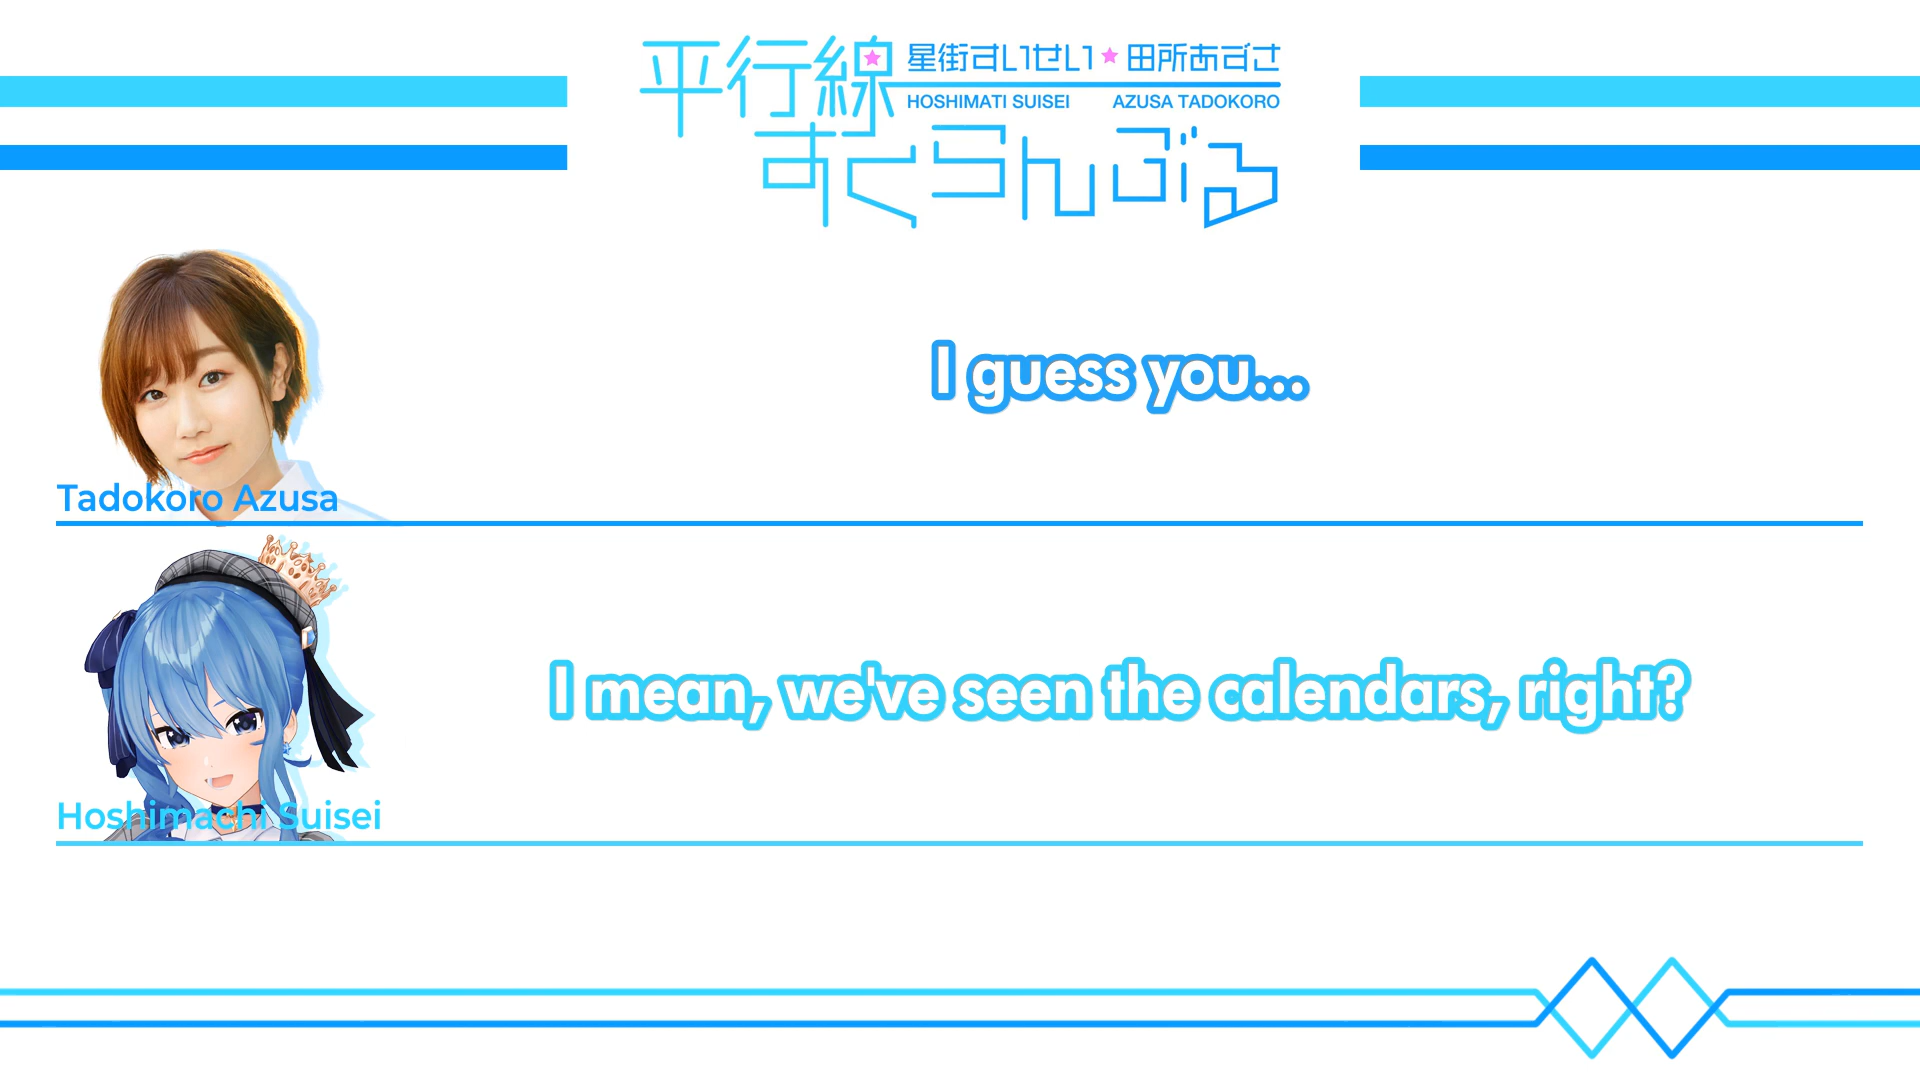 平行線
星街すいせい★田所あずさ
HOSHIMATI SUISEI AZUSA TADOKORO
すくらんぶる
I guess you...
Tadokoro Azusa
I mean, we've seen the calendars, right?
Hoshimachi Suisei